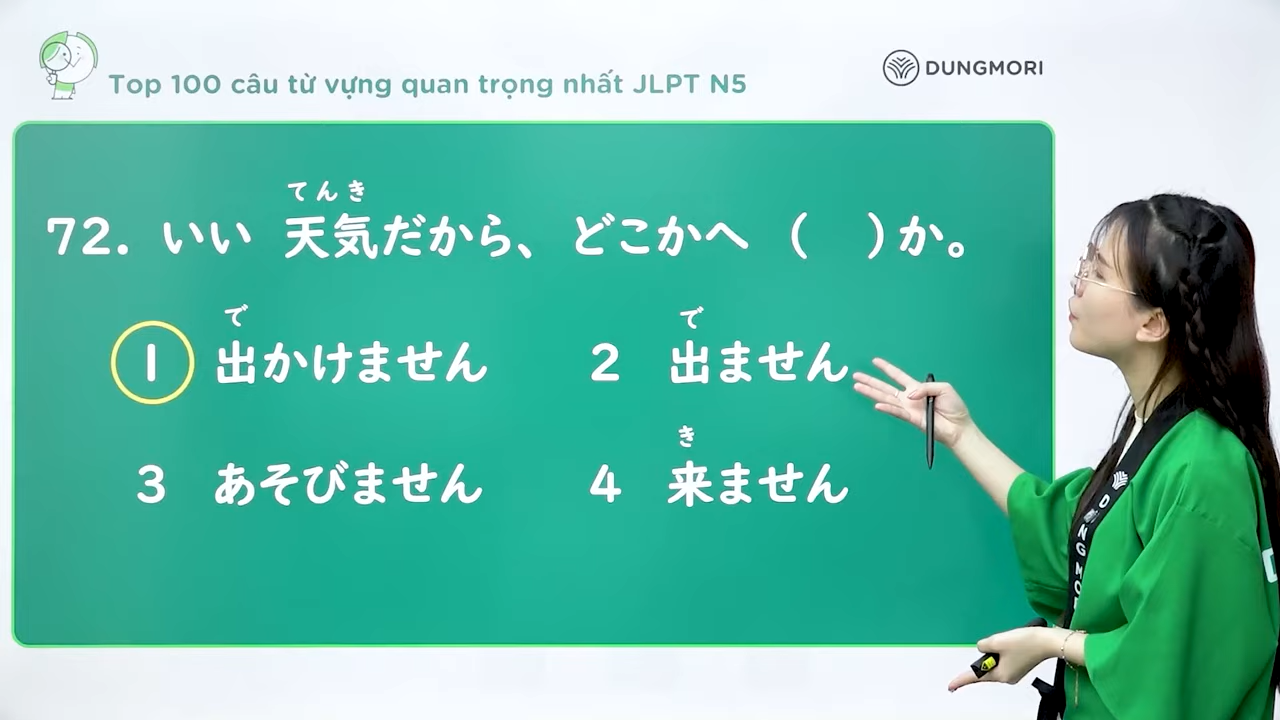 Top 100 câu từ vựng quan trọng nhất JLPT N5
DUNGMORI
てんき
72. いい 天気だから、どこかへ ( )か。
で
1 出かけません
で
2 出ません
3 あそびません
き
4 来ません
DUNGMO